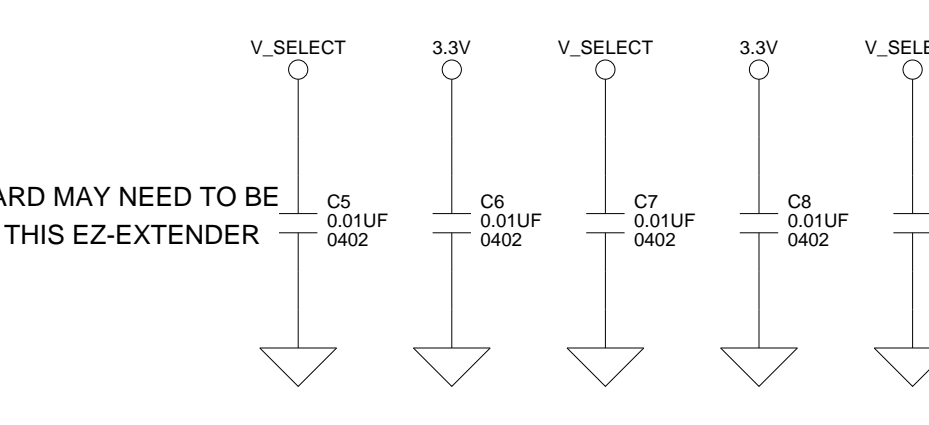 V_SELECT
3.3V
V_SELECT
3.3V
ARD MAY NEED TO BE
THIS EZ-EXTENDER
C5
0.01UF
0402
C6
0.01UF
0402
C7
0.01UF
0402
C8
0.01UF
0402